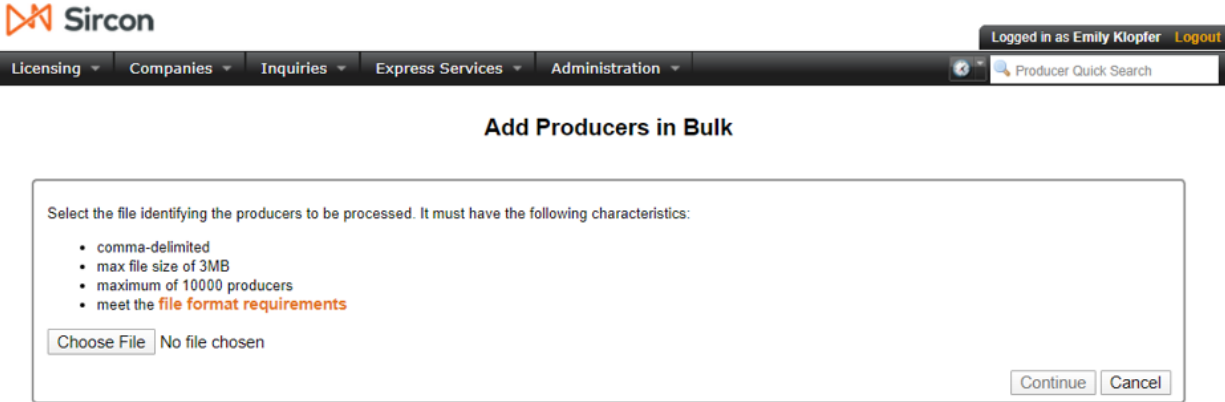 Sircon
Logged in as Emily Klopfer Logout
Licensing Companies Inquiries Express Services Administration Producer Quick Search
Add Producers in Bulk
Select the file identifying the producers to be processed. It must have the following characteristics:
• comma-delimited
• max file size of 3MB
• maximum of 10000 producers
• meet the file format requirements
Choose File No file chosen
Continue Cancel